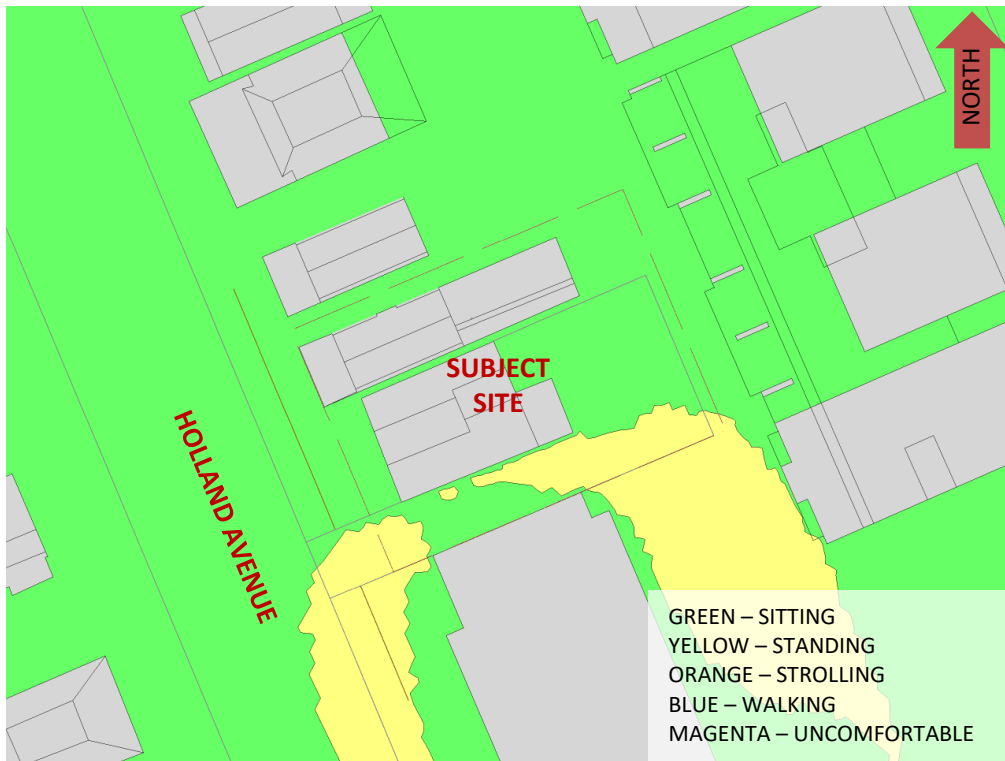 NORTH
SUBJECT
SITE
HOLLAND AVENUE
GREEN – SITTING
YELLOW – STANDING
ORANGE – STROLLING
BLUE – WALKING
MAGENTA – UNCOMFORTABLE